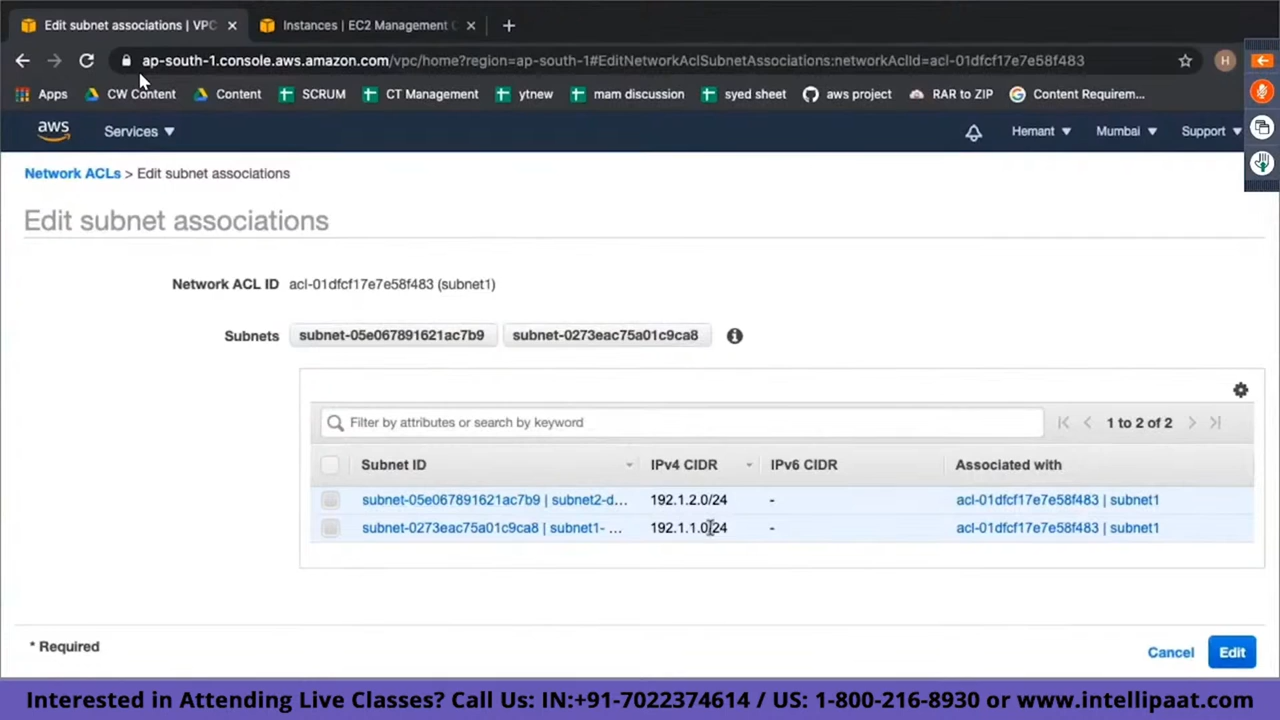 Edit subnet associations | VPC
Instances | EC2 Management C
ap-south-1.console.aws.amazon.com/vpc/home?region=ap-south-1#EditNetworkAclSubnetAssociations:networkAclId=acl-01dfcf17e7e58f483
H
Apps CW Content Content SCRUM CT Management ytnew mam discussion syed sheet aws project RAR to ZIP Content Requirem...
aws Services Hemant Mumbai Support
Network ACLs > Edit subnet associations
Edit subnet associations
Network ACL ID acl-01dfcf17e7e58f483 (subnet1)
Subnets subnet-05e067891621ac7b9 subnet-0273eac75a01c9ca8
Filter by attributes or search by keyword 1 to 2 of 2
Subnet ID IPv4 CIDR IPv6 CIDR Associated with
subnet-05e067891621ac7b9 | subnet2-d... 192.1.2.0/24 - acl-01dfcf17e7e58f483 | subnet1
subnet-0273eac75a01c9ca8 | subnet1- ... 192.1.1.0/24 - acl-01dfcf17e7e58f483 | subnet1
* Required
Cancel Edit
Interested in Attending Live Classes? Call Us: IN:+91-7022374614 / US: 1-800-216-8930 or www.intellipaat.com